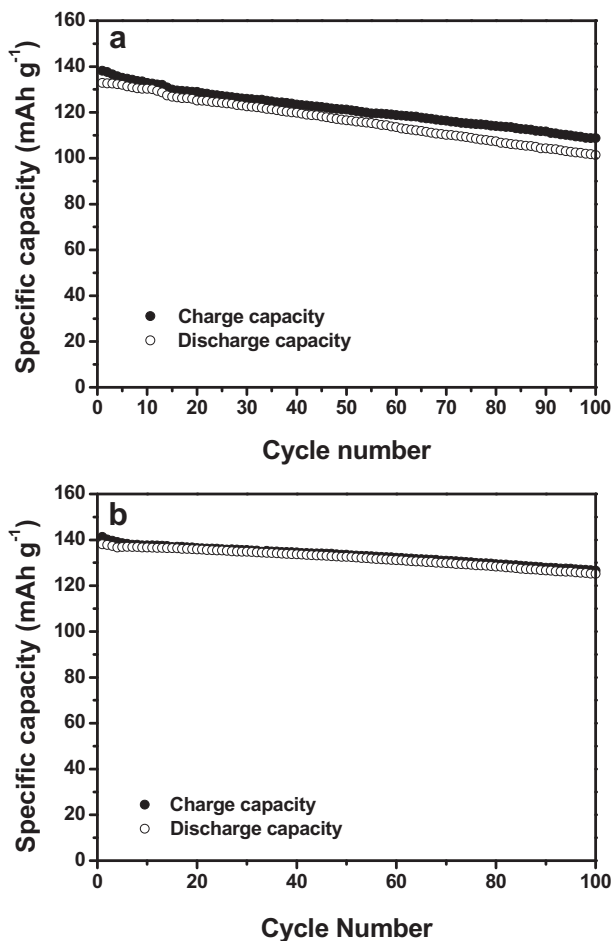 a
Specific capacity (mAh g⁻¹)
160
140
120
100
80
60
40
20
0
Charge capacity
Discharge capacity
0 10 20 30 40 50 60 70 80 90 100
Cycle number
b
Specific capacity (mAh g⁻¹)
160
140
120
100
80
60
40
20
0
Charge capacity
Discharge capacity
0 20 40 60 80 100
Cycle Number